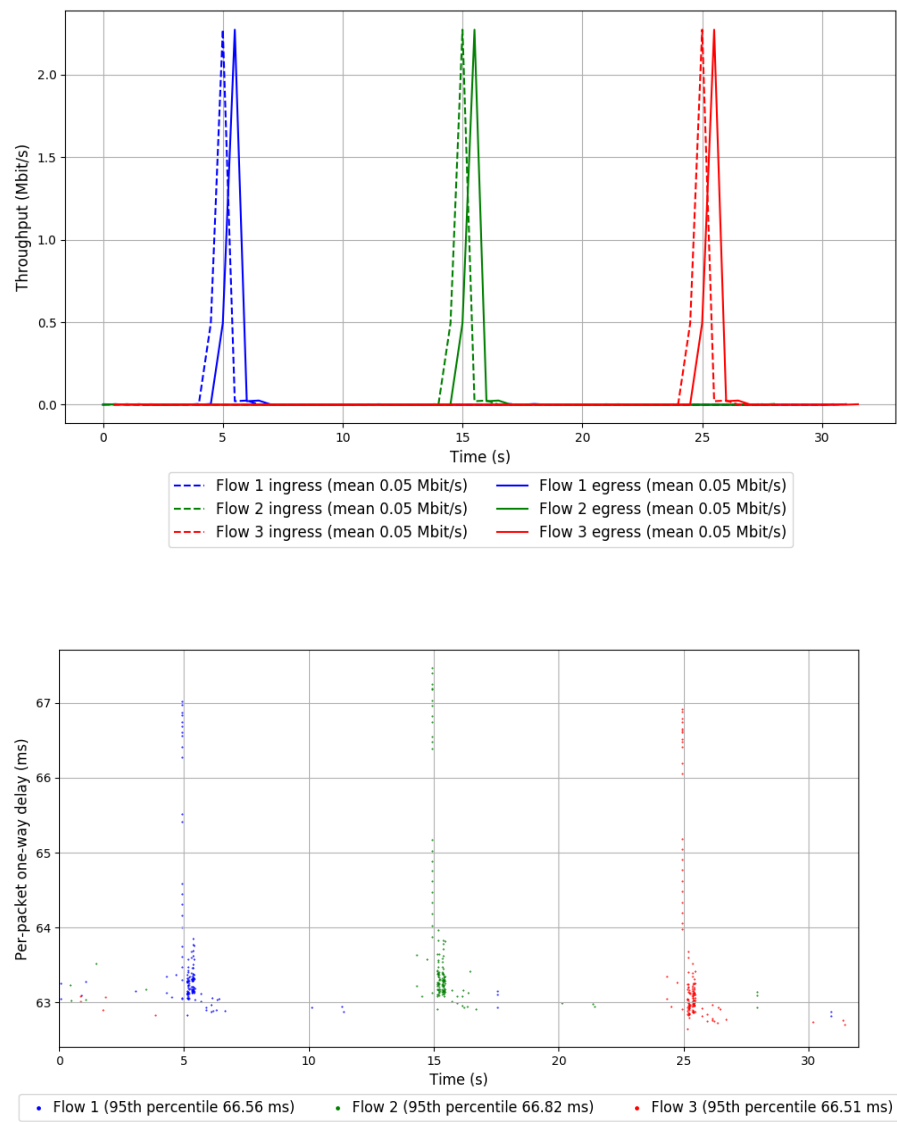 2.0
1.5
1.0
0.5
0.0
Throughput (Mbit/s)
0 5 10 15 20 25 30
Time (s)
Flow 1 ingress (mean 0.05 Mbit/s) Flow 1 egress (mean 0.05 Mbit/s)
Flow 2 ingress (mean 0.05 Mbit/s) Flow 2 egress (mean 0.05 Mbit/s)
Flow 3 ingress (mean 0.05 Mbit/s) Flow 3 egress (mean 0.05 Mbit/s)
67
66
65
64
63
Per-packet one-way delay (ms)
0 5 10 15 20 25 30
Time (s)
Flow 1 (95th percentile 66.56 ms) Flow 2 (95th percentile 66.82 ms) Flow 3 (95th percentile 66.51 ms)